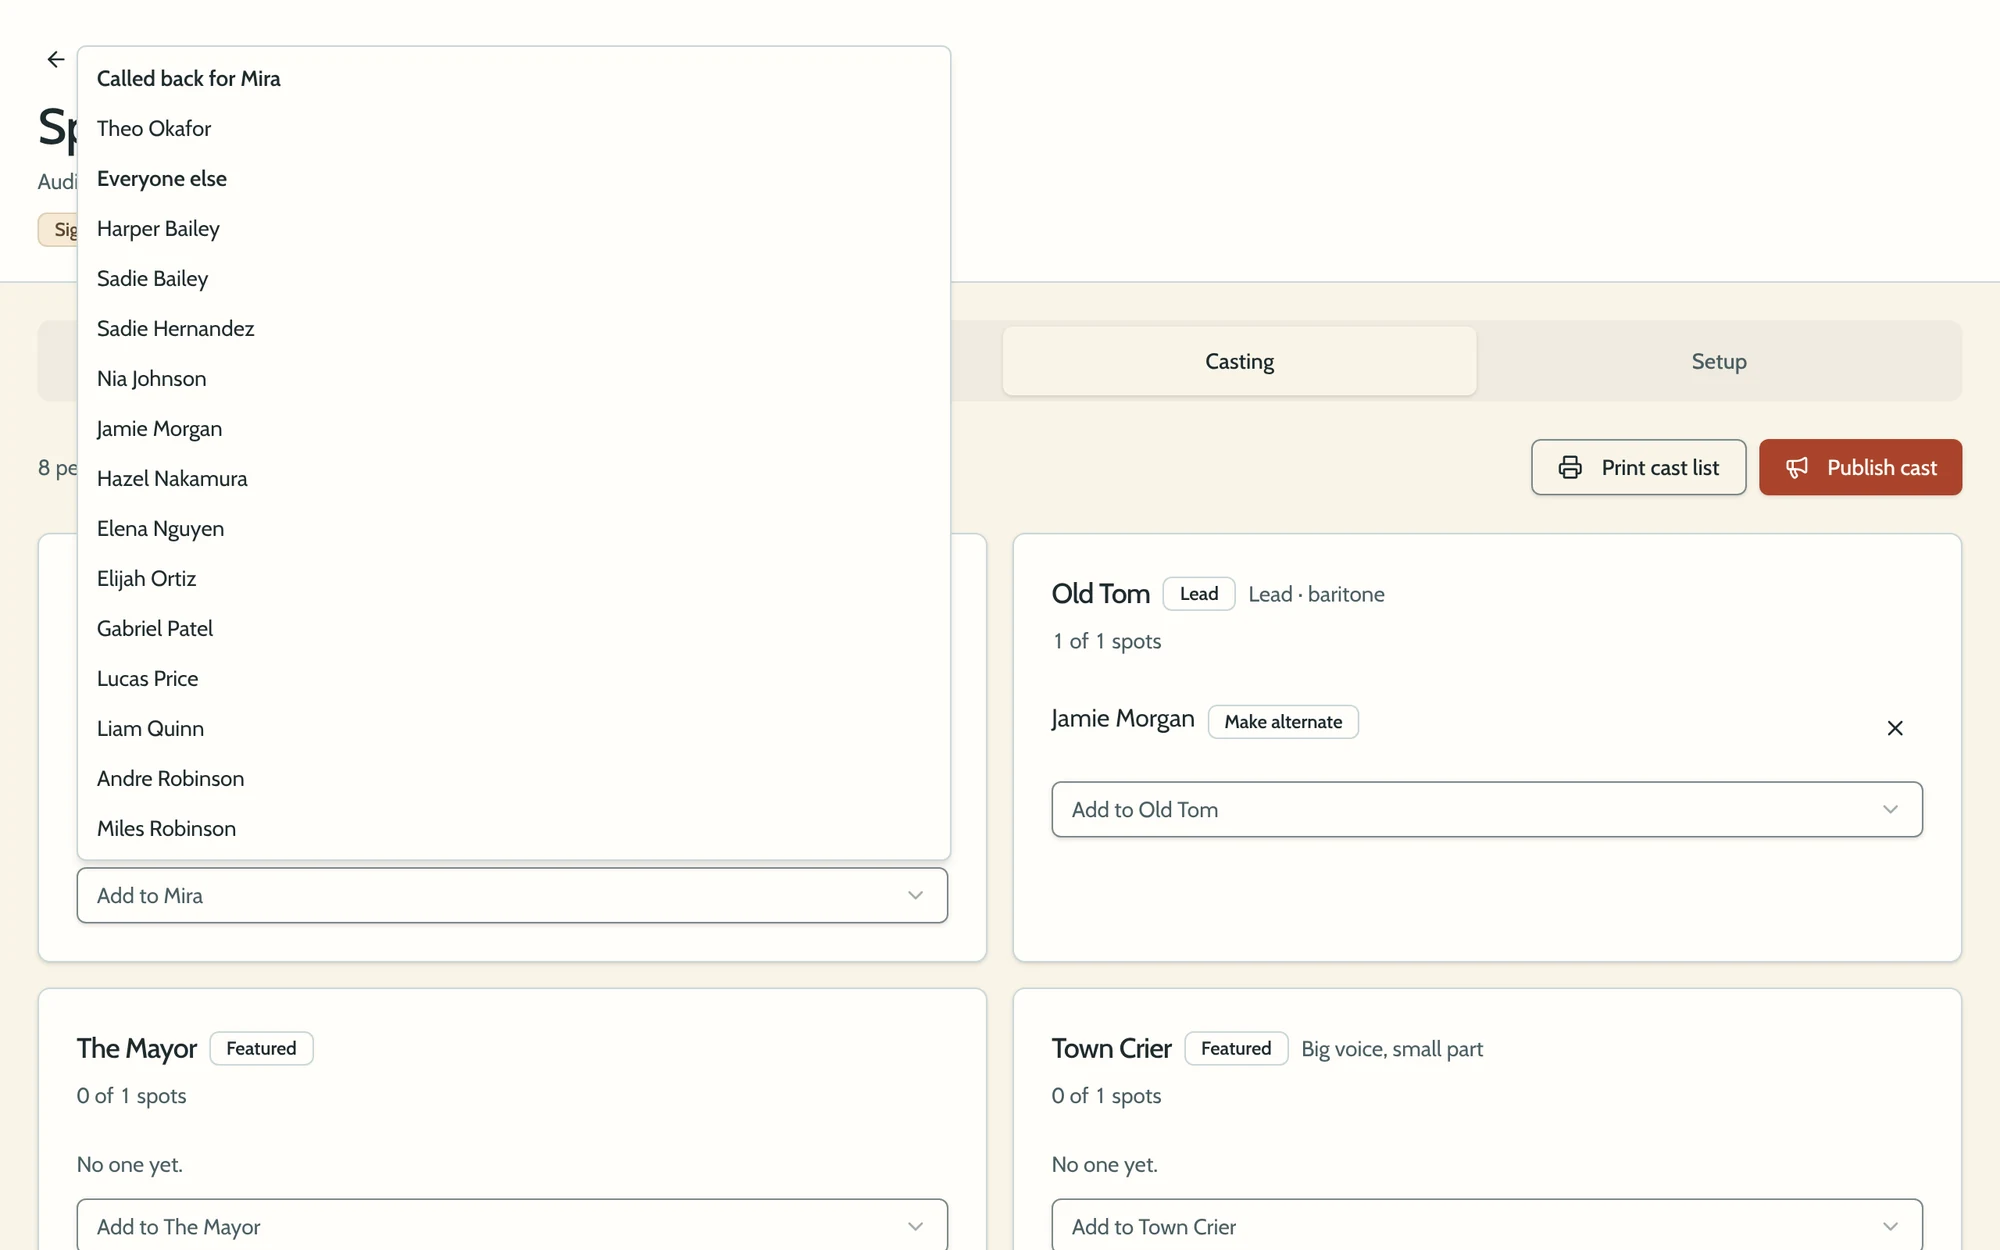 Called back for Mira
Theo Okafor
Everyone else
Harper Bailey
Sadie Bailey
Sadie Hernandez
Nia Johnson
Jamie Morgan
Hazel Nakamura
Elena Nguyen
Elijah Ortiz
Gabriel Patel
Lucas Price
Liam Quinn
Andre Robinson
Miles Robinson
Add to Mira
Casting
Setup
8
Print cast list
Publish cast
Old Tom
Lead
Lead · baritone
1 of 1 spots
Jamie Morgan
Make alternate
Add to Old Tom
The Mayor
Featured
0 of 1 spots
No one yet.
Add to The Mayor
Town Crier
Featured
Big voice, small part
0 of 1 spots
No one yet.
Add to Town Crier